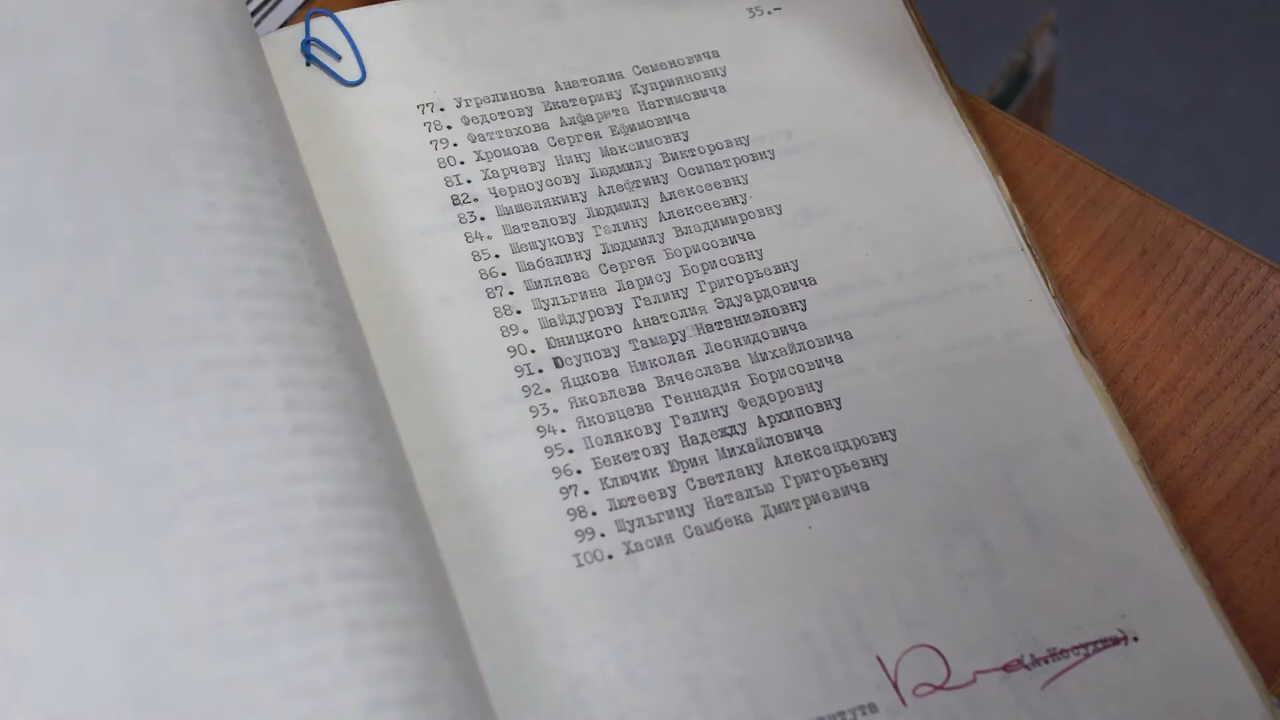 35.-
77. Угрелинова Анатолия Семеновича
78. Федотову Екатерину Куприяновну
79. Фаттахова Алфарита Нагимовича
80. Хромова Сергея Ефимовича
81. Харчеву Нину Максимовну
82. Черноусову Людмилу Викторовну
83. Шишелякину Алефтину Осипатровну
84. Шаталову Людмилу Алексеевну
85. Шешукову Галину Алексеевну
86. Шабалину Людмилу Владимировну
87. Шиляева Сергея Борисовича
88. Шульгина Ларису Борисовну
89. Шайдурову Галину Григорьевну
90. Юницкого Анатолия Эдуардовича
91. Юсупову Тамару Натаниэловну
92. Яцкова Николая Леонидовича
93. Яковлева Вячеслава Михайловича
94. Яковцева Геннадия Борисовича
95. Полякову Галину Федоровну
96. Бекетову Надежду Архиповну
97. Ключик Юрия Михайловича
98. Лютееву Светлану Александровну
99. Шульгину Наталью Григорьевну
100. Хасия Самбека Дмитриевича